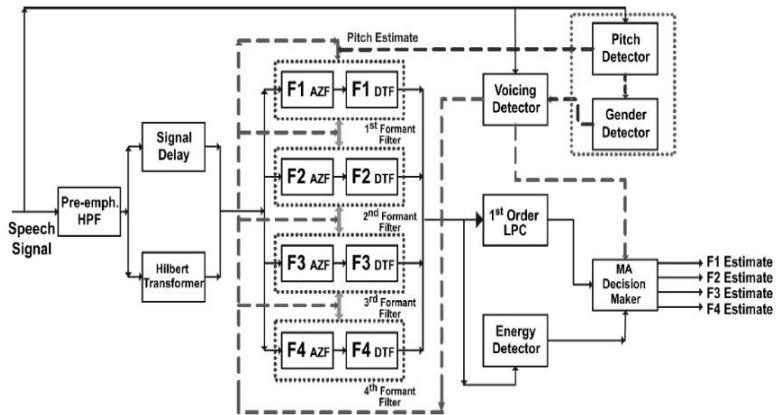 Pitch Estimate
Pitch
Detector
F1 AZF
F1 DTF
Voicing
Detector
Gender
Detector
1st Formant
Filter
Signal
Delay
F2 AZF
F2 DTF
Pre-emph.
HPF
Speech
Signal
2nd Formant
Filter
1st Order
LPC
Hilbert
Transformer
F3 AZF
F3 DTF
MA
Decision
Maker
F1 Estimate
F2 Estimate
F3 Estimate
F4 Estimate
3rd Formant
Filter
F4 AZF
F4 DTF
Energy
Detector
4th Formant
Filter